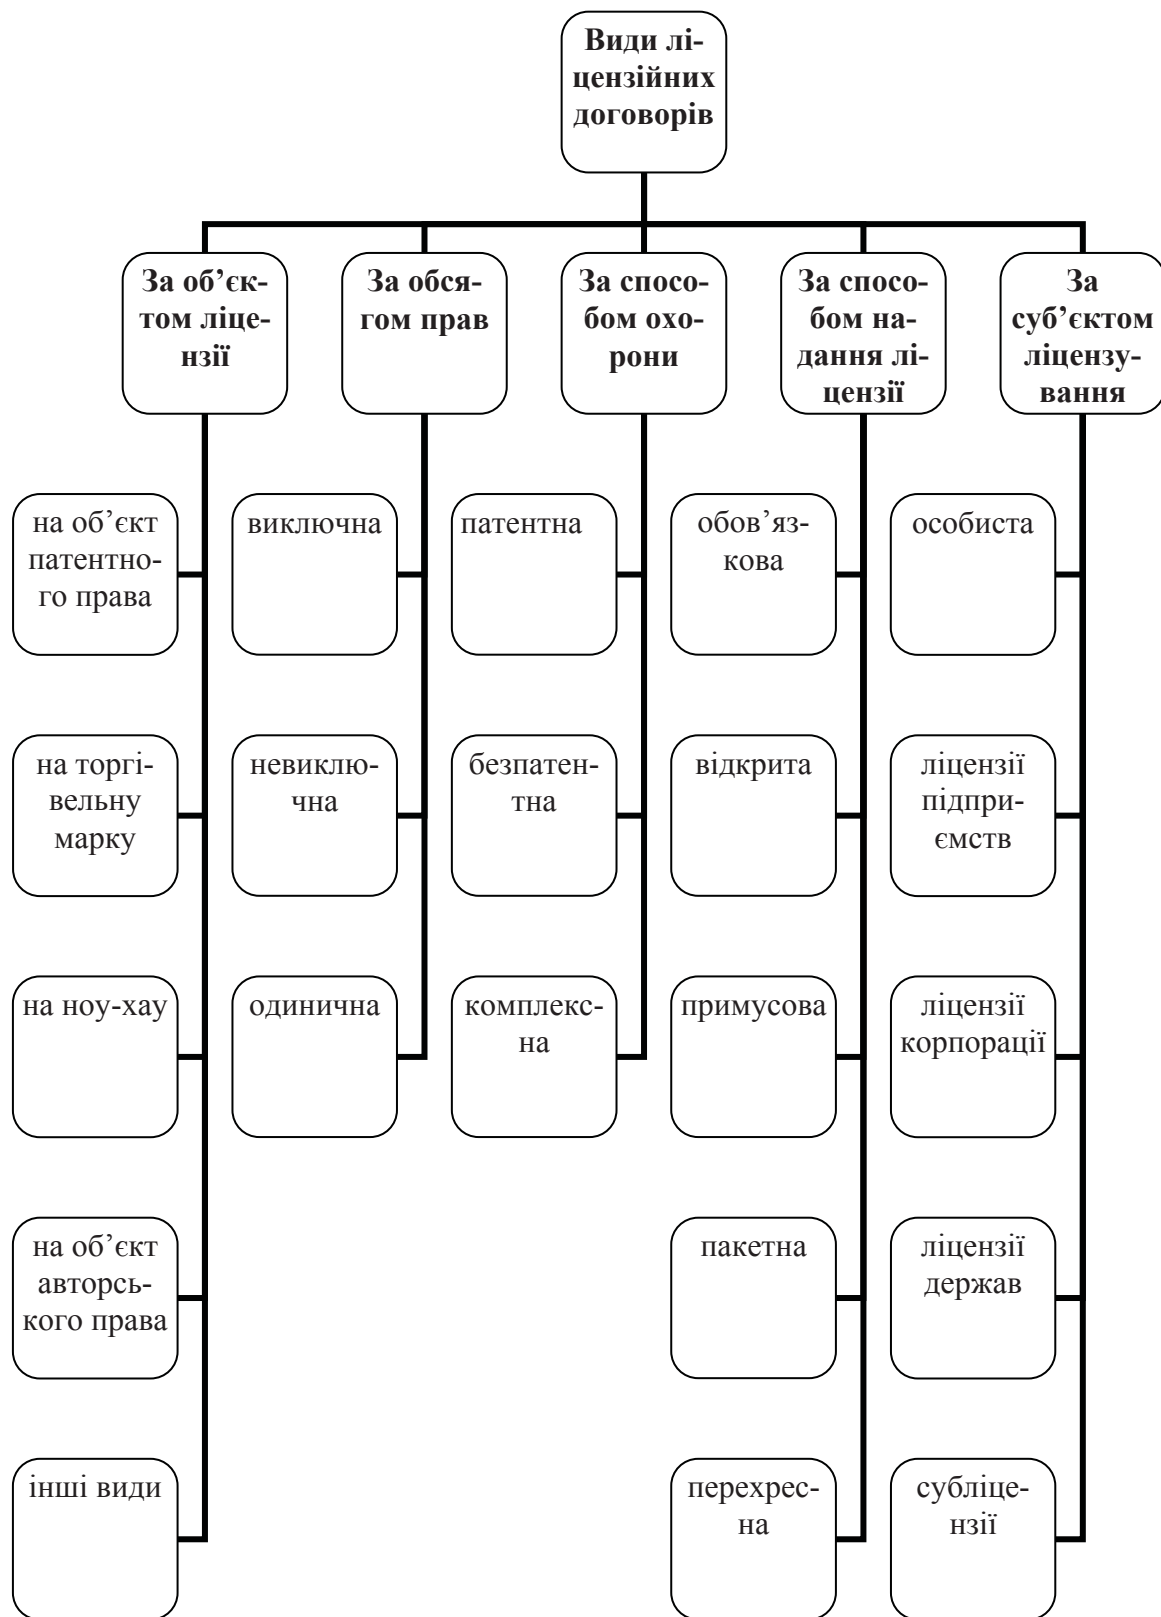 Види лі-
цензійних
договорів
За об’єк-
том ліце-
нзії
За обся-
гом прав
За спосо-
бом охо-
рони
За спосо-
бом на-
дання лі-
цензії
За
суб’єктом
ліцензу-
вання
на об’єкт
патентно-
го права
виключна
патентна
обов’яз-
кова
особиста
на торгі-
вельну
марку
невиклю-
чна
безпатен-
тна
відкрита
ліцензії
підпри-
ємств
на ноу-хау
одинична
комплекс-
на
примусова
ліцензії
корпорації
на об’єкт
авторсь-
кого права
пакетна
ліцензії
держав
інші види
перехрес-
на
субліце-
нзії